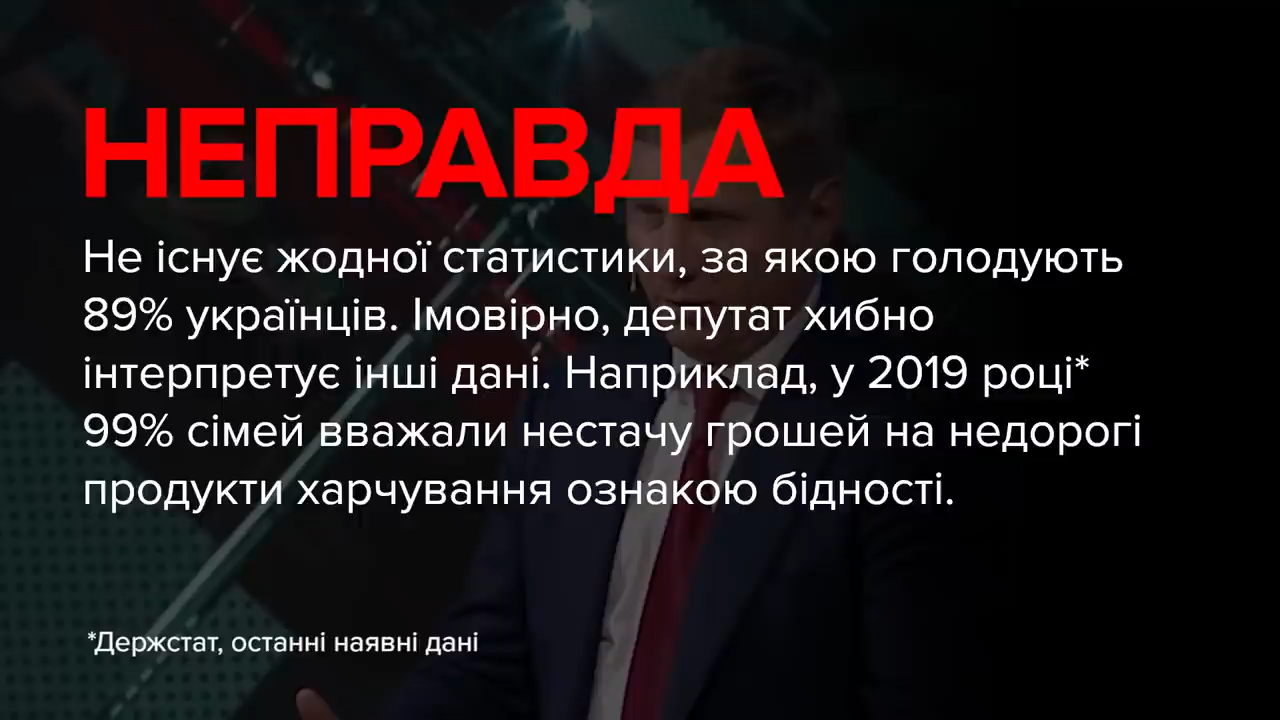 НЕПРАВДА
Не існує жодної статистики, за якою голодують
89% українців. Імовірно, депутат хибно
інтерпретує інші дані. Наприклад, у 2019 році*
99% сімей вважали нестачу грошей на недорогі
продукти харчування ознакою бідності.
*Держстат, останні наявні дані